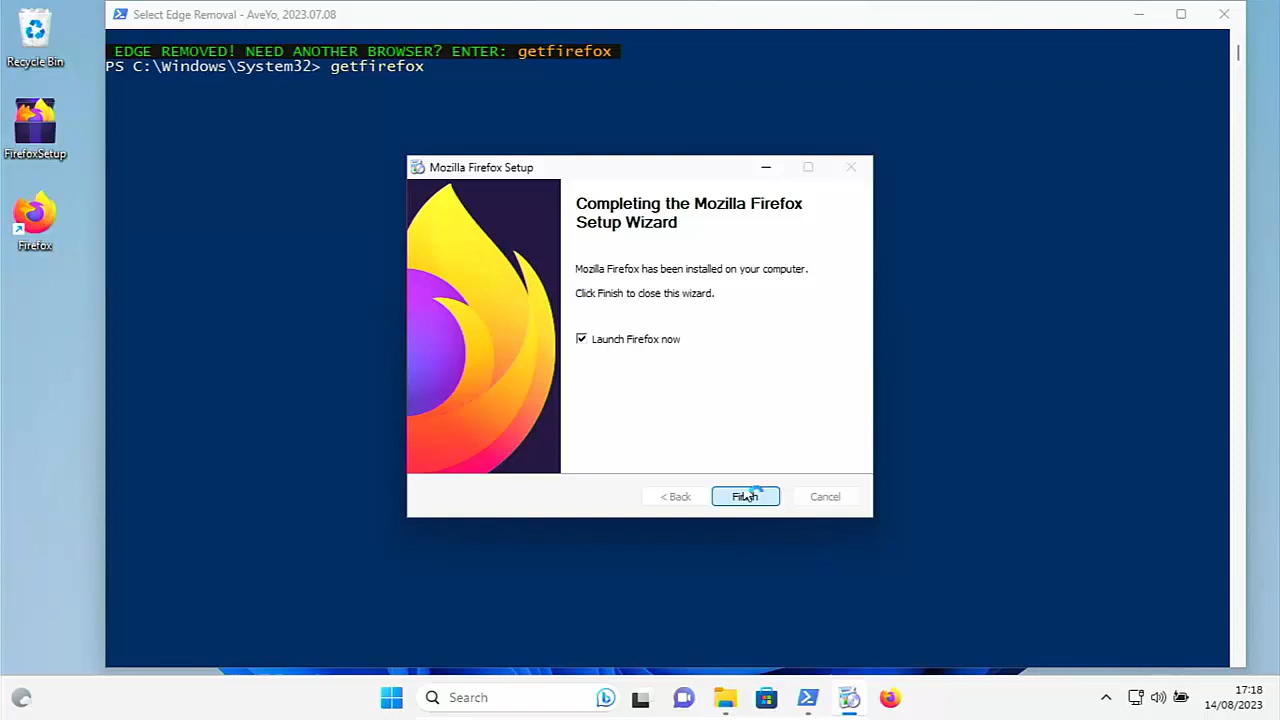 Select Edge Removal - AveYo, 2023.07.08
Recycle Bin
FirefoxSetup
Firefox
EDGE REMOVED! NEED ANOTHER BROWSER? ENTER: getfirefox
PS C:\Windows\System32> getfirefox
Mozilla Firefox Setup
Completing the Mozilla Firefox
Setup Wizard
Mozilla Firefox has been installed on your computer.
Click Finish to close this wizard.
Launch Firefox now
< Back
Finish
Cancel
Search
17:18
14/08/2023